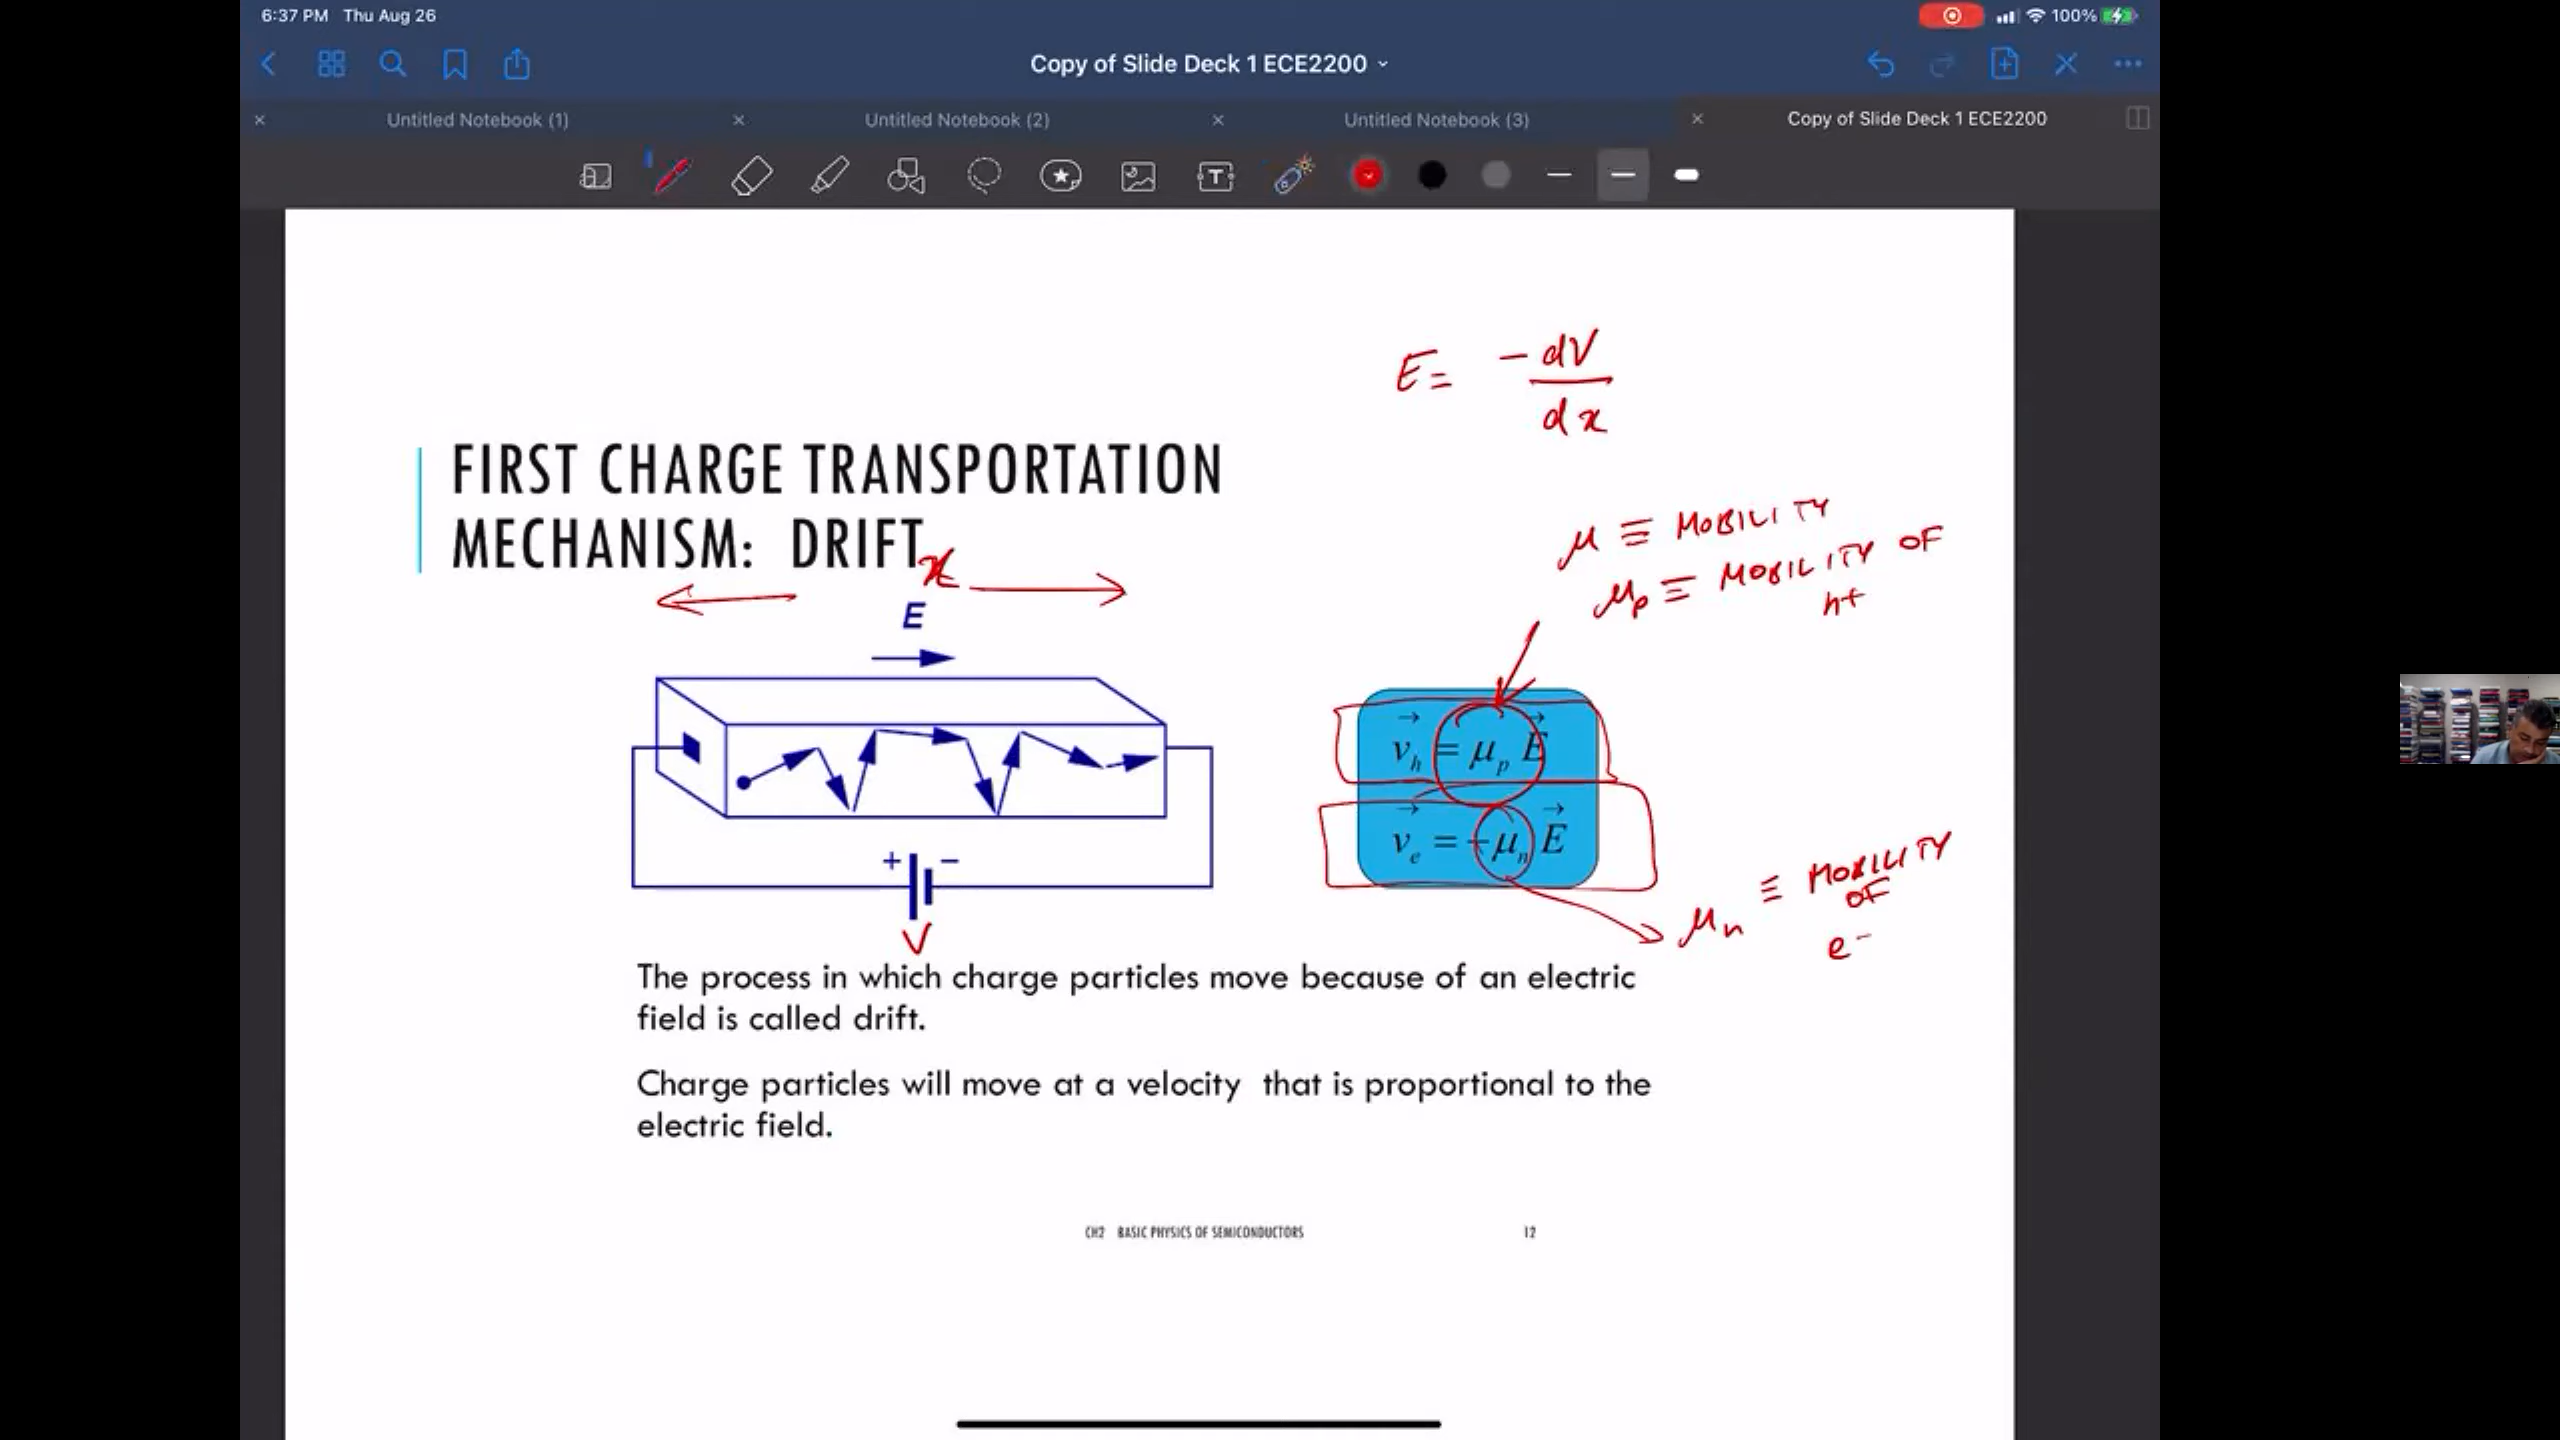 6:37 PM Thu Aug 26
100%
Copy of Slide Deck 1 ECE2200
Untitled Notebook (1)
Untitled Notebook (2)
Untitled Notebook (3)
Copy of Slide Deck 1 ECE2200
E = -dV
dx
FIRST CHARGE TRANSPORTATION
MECHANISM: DRIFT
x
E
μ ≡ MOBILITY
μp ≡ MOBILITY OF
h+
v⃗h = μp E⃗
v⃗e = -μn E⃗
+ −
V
μn ≡ MOBILITY
OF
e-
The process in which charge particles move because of an electric
field is called drift.
Charge particles will move at a velocity that is proportional to the
electric field.
CH2 BASIC PHYSICS OF SEMICONDUCTORS
12